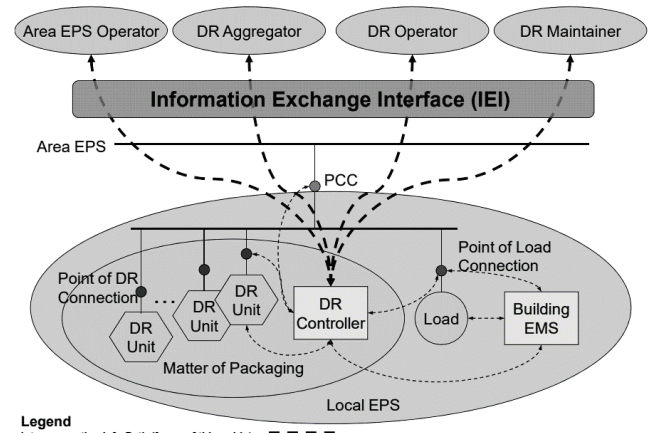 Area EPS Operator
DR Aggregator
DR Operator
DR Maintainer
Information Exchange Interface (IEI)
Area EPS
PCC
Point of Load
Connection
Point of DR
Connection
DR
Unit
DR
Unit
DR
Unit
DR
Controller
Load
Building
EMS
Matter of Packaging
Local EPS
Legend